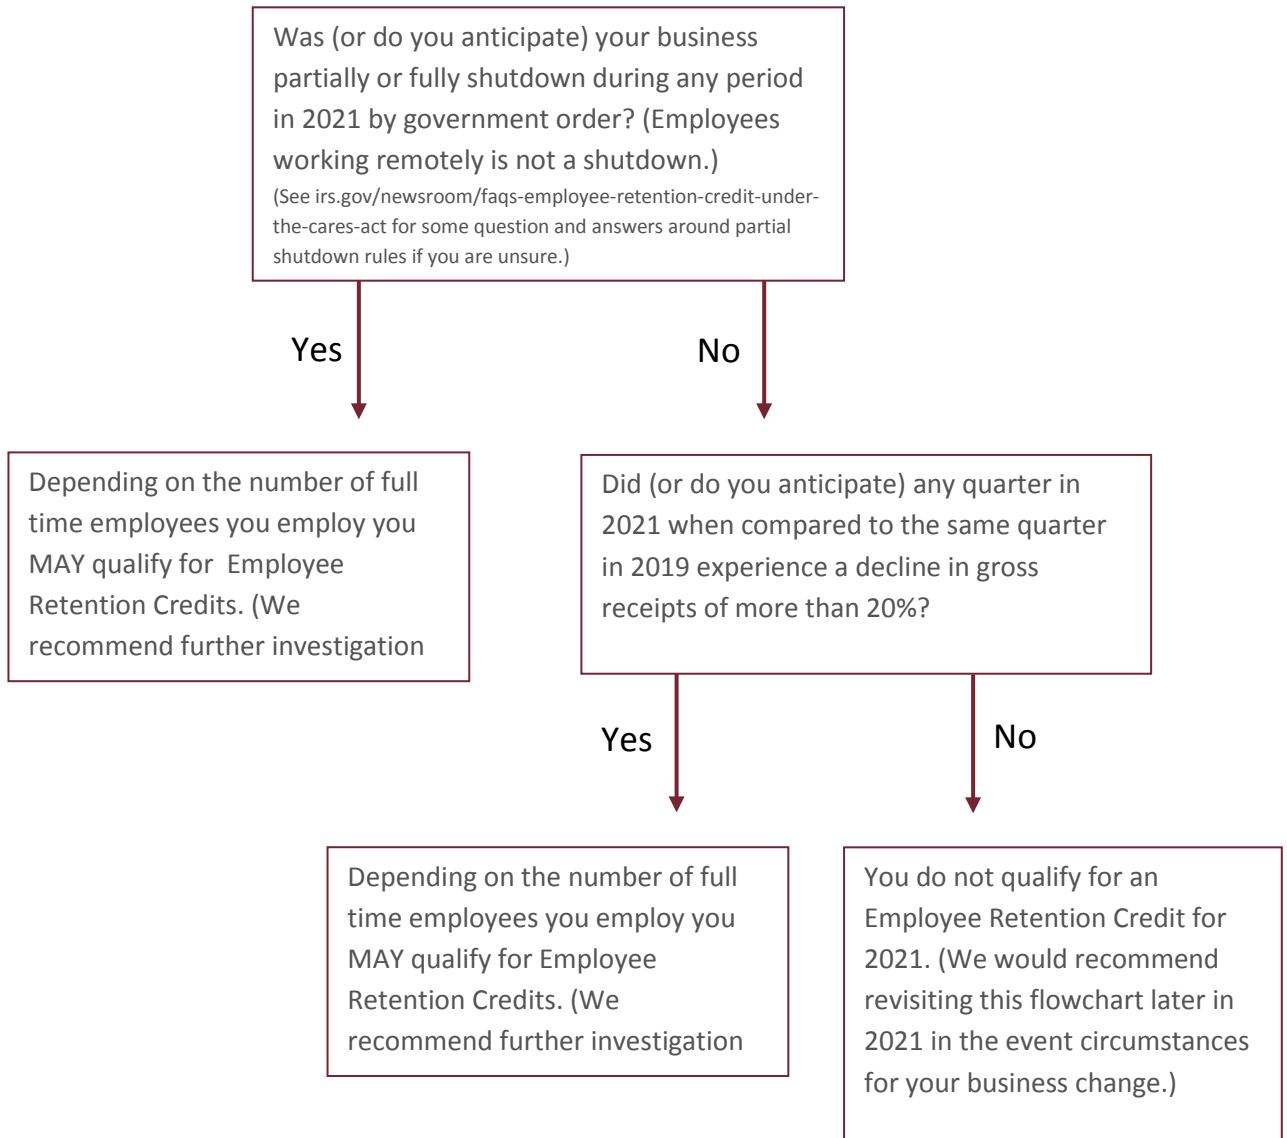 Was (or do you anticipate) your business
partially or fully shutdown during any period
in 2021 by government order? (Employees
working remotely is not a shutdown.)
(See irs.gov/newsroom/faqs-employee-retention-credit-under-
the-cares-act for some question and answers around partial
shutdown rules if you are unsure.)
Yes
No
Depending on the number of full
time employees you employ you
MAY qualify for  Employee
Retention Credits. (We
recommend further investigation
Did (or do you anticipate) any quarter in
2021 when compared to the same quarter
in 2019 experience a decline in gross
receipts of more than 20%?
Yes
No
Depending on the number of full
time employees you employ you
MAY qualify for Employee
Retention Credits. (We
recommend further investigation
You do not qualify for an
Employee Retention Credit for
2021. (We would recommend
revisiting this flowchart later in
2021 in the event circumstances
for your business change.)